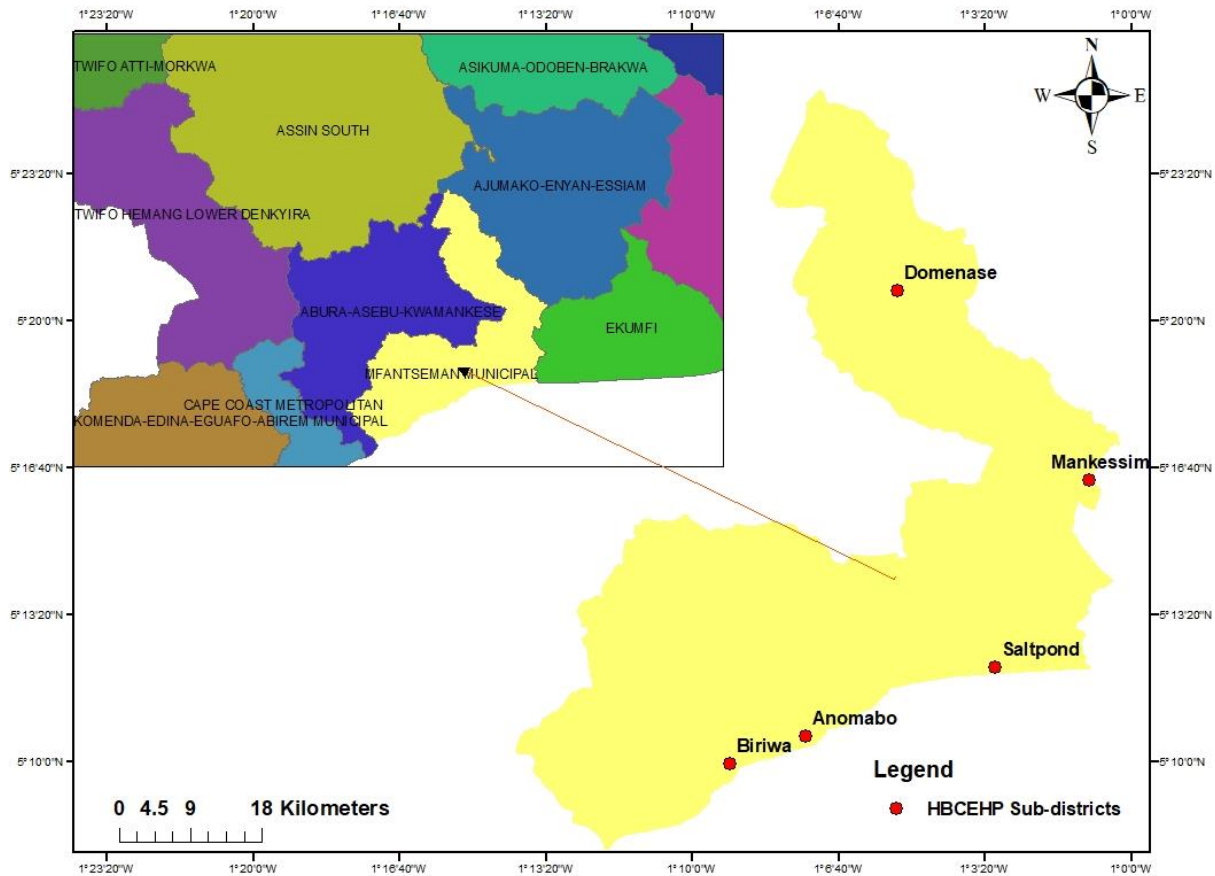 1°23'20"W 1°20'0"W 1°16'40"W 1°13'20"W 1°10'0"W 1°6'40"W 1°3'20"W 1°0'0"W
N
W E
S
TWIFO ATTI-MORKWA
ASIKUMA-ODOBEN-BRAKWA
ASSIN SOUTH
AJUMAKO-ENYAN-ESSIAM
TWIFO HEMANG LOWER DENKYIRA
ABURA-ASEBU-KWAMANKESE
EKUMFI
MFANTSEMAN MUNICIPAL
CAPE COAST METROPOLITAN
KOMENDA-EDINA-EGUAFO-ABIREM MUNICIPAL
5°23'20"N 5°23'20"N
Domenase
5°20'0"N 5°20'0"N
Mankessim
5°16'40"N 5°16'40"N
5°13'20"N 5°13'20"N
Saltpond
Anomabo
Biriwa
5°10'0"N 5°10'0"N
Legend
HBCEHP Sub-districts
0 4.5 9 18 Kilometers
1°23'20"W 1°20'0"W 1°16'40"W 1°13'20"W 1°10'0"W 1°6'40"W 1°3'20"W 1°0'0"W